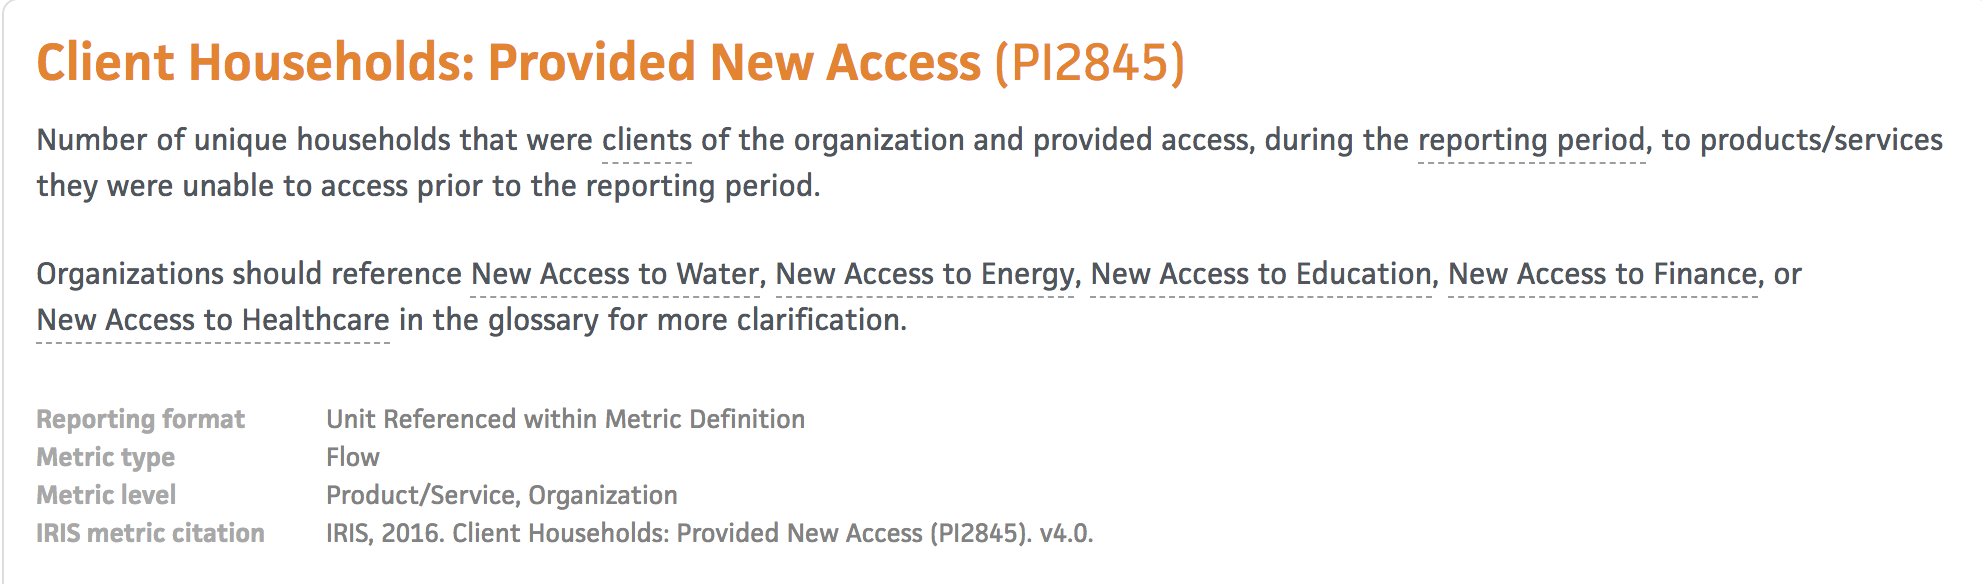 Client Households: Provided New Access (PI2845)
Number of unique households that were clients of the organization and provided access, during the reporting period, to products/services
they were unable to access prior to the reporting period.
Organizations should reference New Access to Water, New Access to Energy, New Access to Education, New Access to Finance, or
New Access to Healthcare in the glossary for more clarification.
Reporting format Unit Referenced within Metric Definition
Metric type Flow
Metric level Product/Service, Organization
IRIS metric citation IRIS, 2016. Client Households: Provided New Access (PI2845). v4.0.